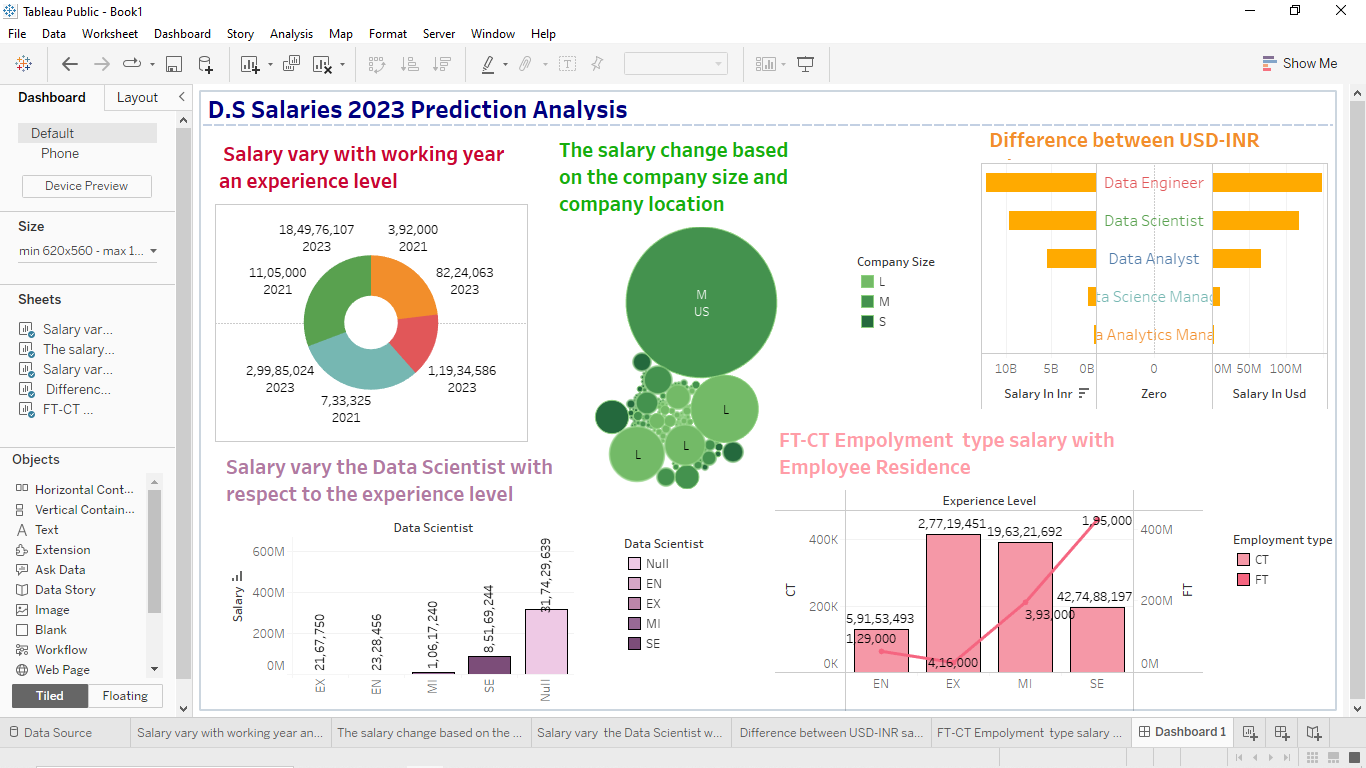 Tableau Public - Book1
File Data Worksheet Dashboard Story Analysis Map Format Server Window Help
Show Me
Dashboard Layout
Default
Phone
Device Preview
Size
min 620x560 - max 1...
Sheets
Salary var...
The salary...
Salary var...
Differenc...
FT-CT ...
Objects
Horizontal Cont...
Vertical Contain...
Text
Extension
Ask Data
Data Story
Image
Blank
Workflow
Web Page
Tiled Floating
D.S Salaries 2023 Prediction Analysis
Salary vary with working year
an experience level
18,49,76,107
2023
3,92,000
2021
11,05,000
2021
82,24,063
2023
2,99,85,024
2023
1,19,34,586
2023
7,33,325
2021
The salary change based
on the company size and
company location
M
US
L
L
L
Company Size
L
M
S
Difference between USD-INR
Data Engineer
Data Scientist
Data Analyst
ta Science Manag
a Analytics Mana
10B 5B 0B 0 0M 50M 100M
Salary In Inr Zero Salary In Usd
Salary vary the Data Scientist with
respect to the experience level
Data Scientist
Salary
600M
400M
200M
0M
21,67,750
23,28,456
1,06,17,240
8,51,69,244
31,74,29,639
EX EN MI SE Null
Data Scientist
Null
EN
EX
MI
SE
FT-CT Empolyment type salary with
Employee Residence
Experience Level
CT
400K
200K
0K
5,91,53,493
1,29,000
2,77,19,451
4,16,000
19,63,21,692
3,93,000
1,95,000
42,74,88,197
400M
200M
0M
FT
EN EX MI SE
Employment type
CT
FT
Data Source Salary vary with working year an... The salary change based on the ... Salary vary the Data Scientist w... Difference between USD-INR sa... FT-CT Empolyment type salary ... Dashboard 1